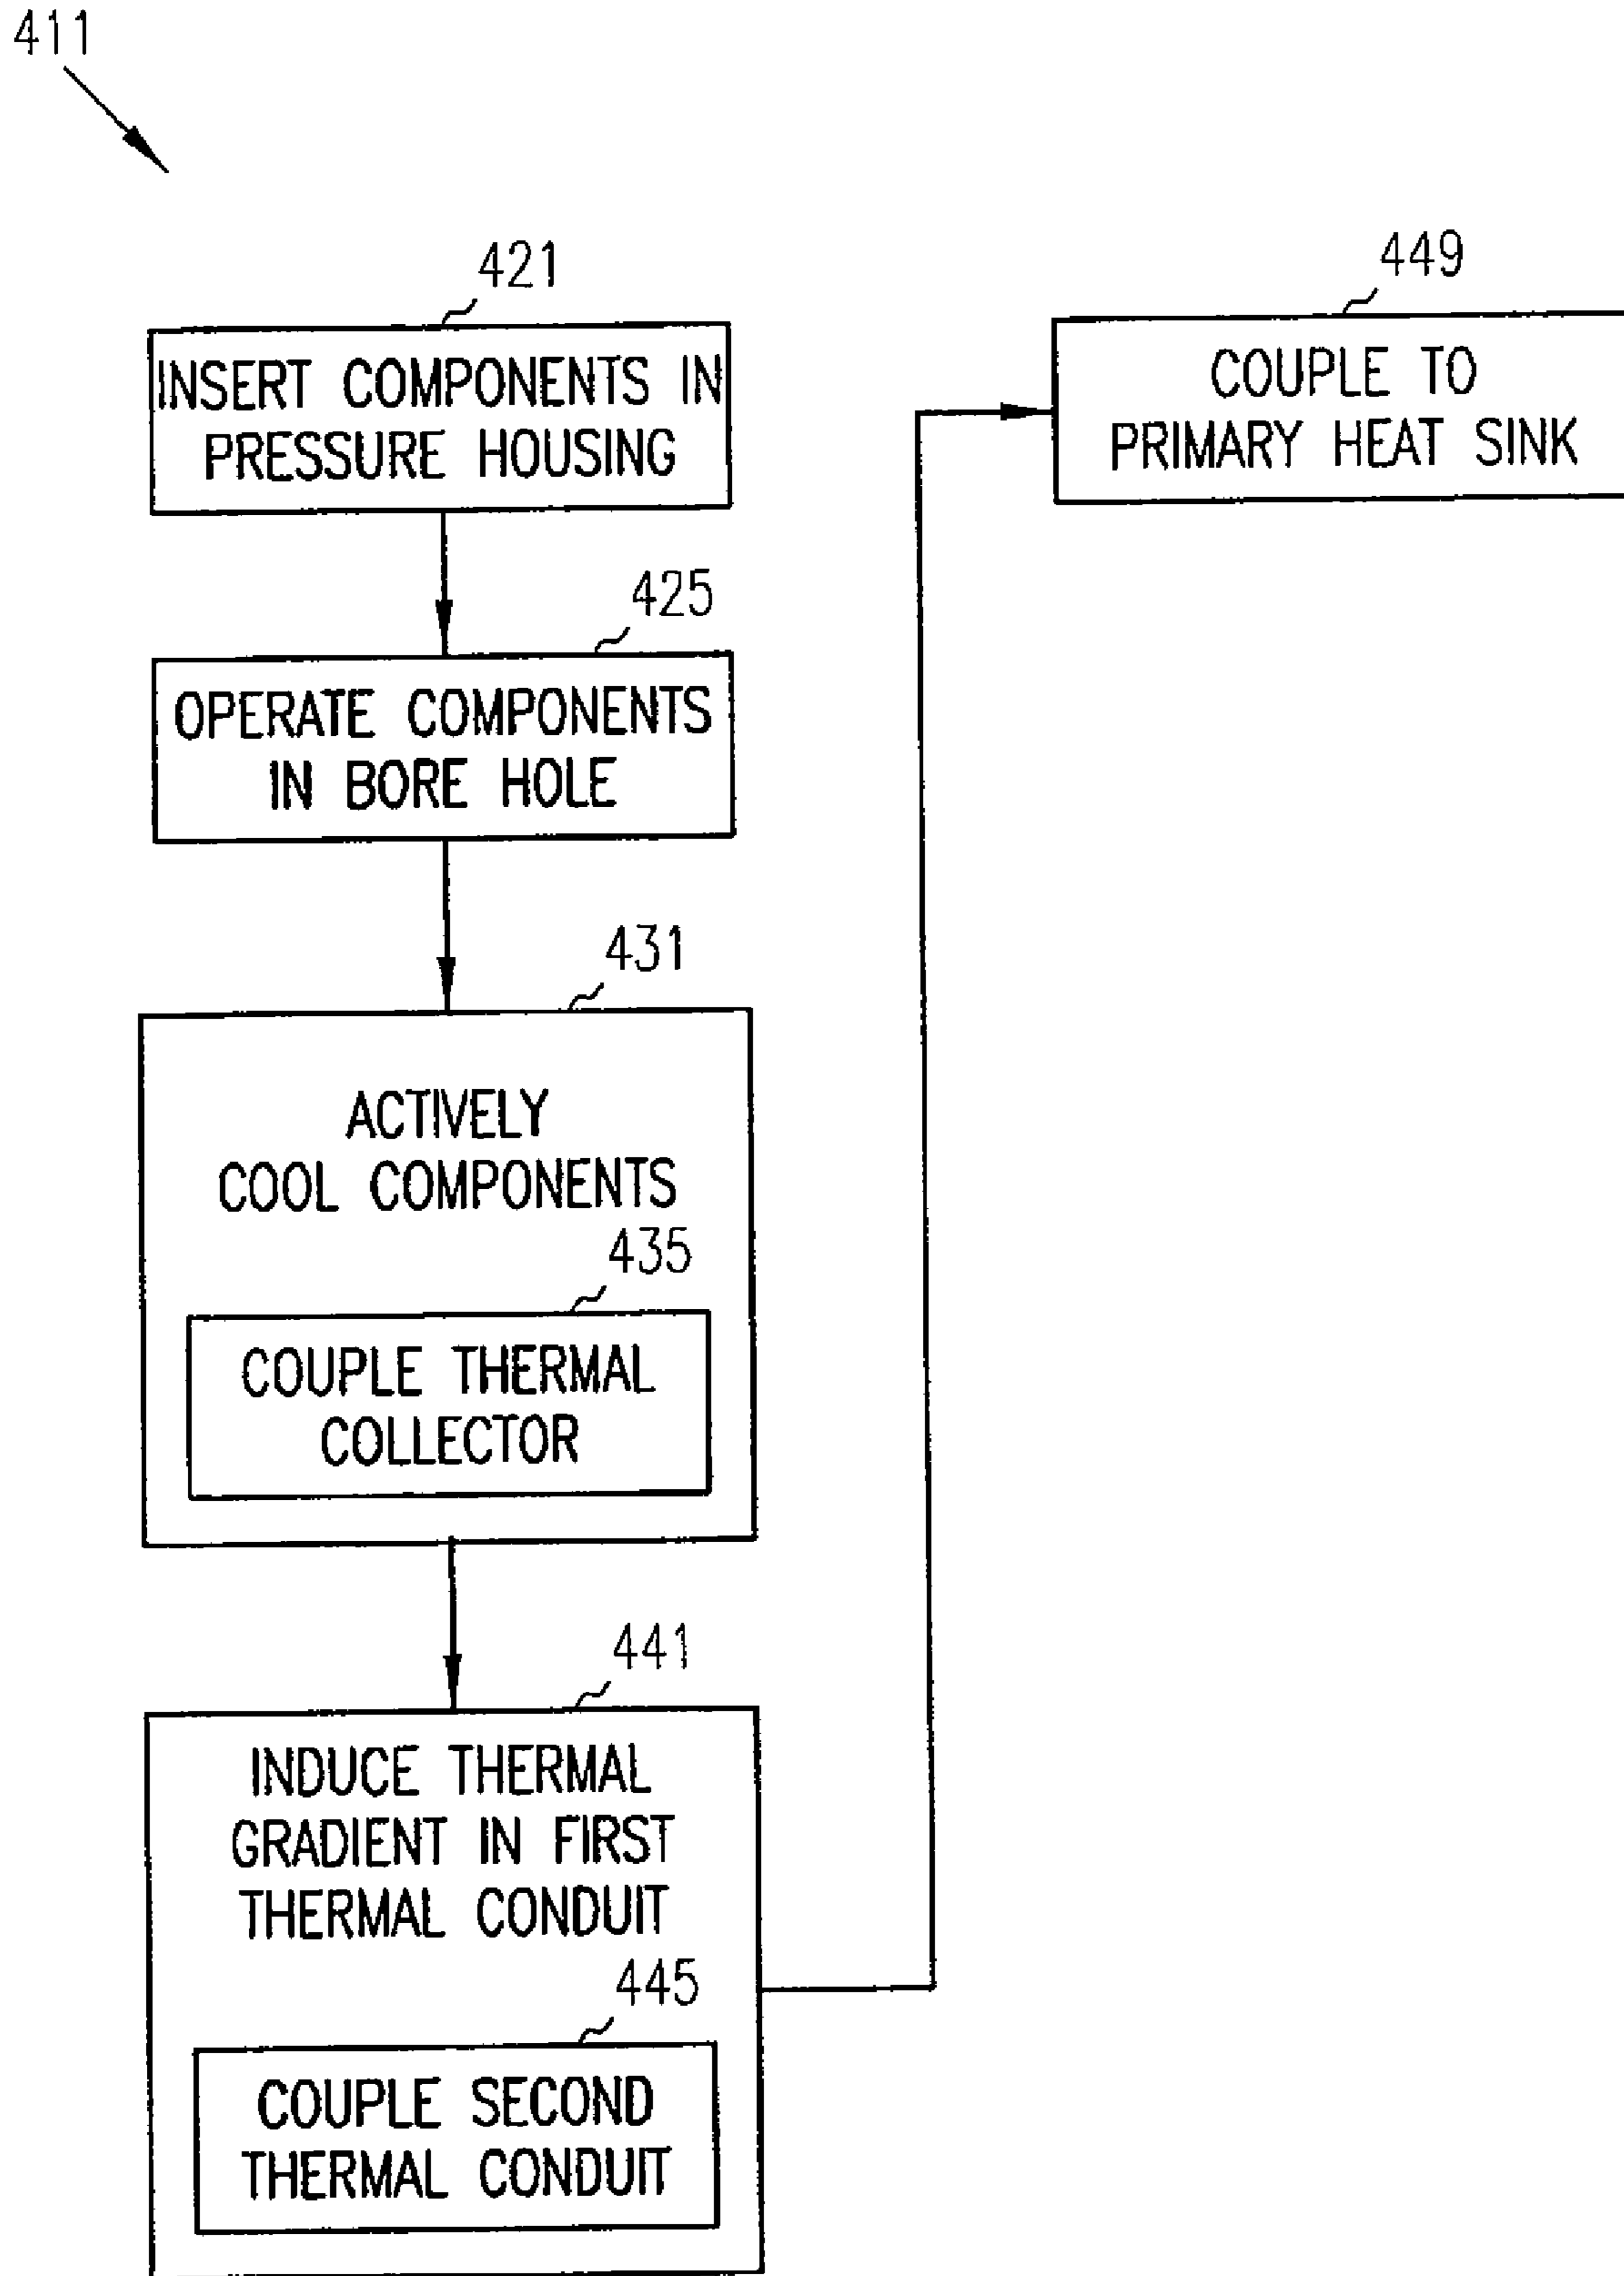 411
421
INSERT COMPONENTS IN
PRESSURE HOUSING
425
OPERATE COMPONENTS
IN BORE HOLE
431
ACTIVELY
COOL COMPONENTS
435
COUPLE THERMAL
COLLECTOR
441
INDUCE THERMAL
GRADIENT IN FIRST
THERMAL CONDUIT
445
COUPLE SECOND
THERMAL CONDUIT
449
COUPLE TO
PRIMARY HEAT SINK